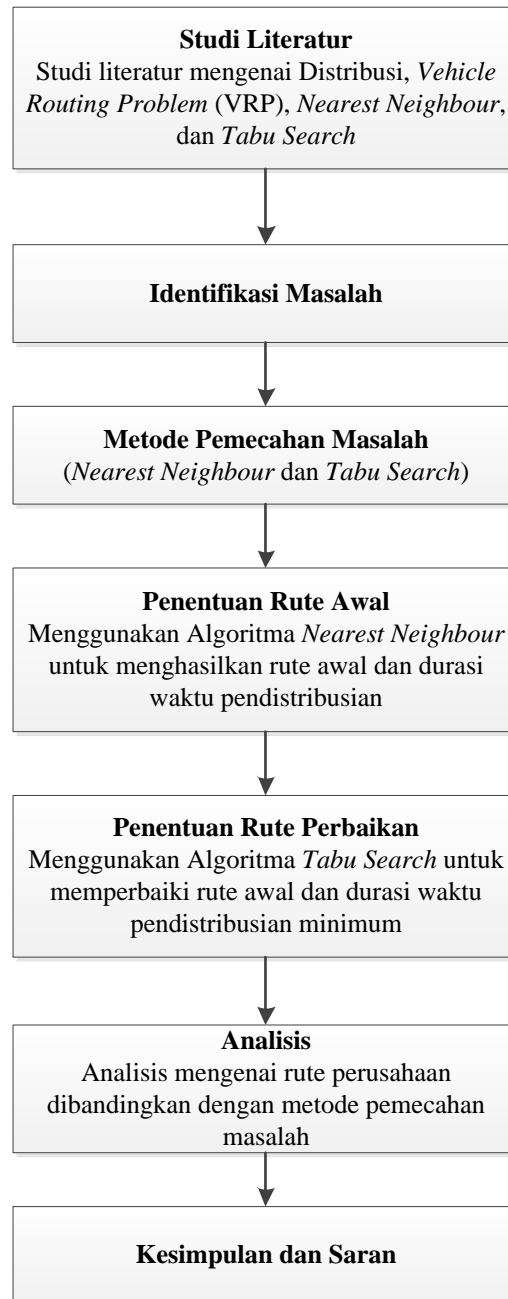 Studi Literatur
Studi literatur mengenai Distribusi, Vehicle
Routing Problem (VRP), Nearest Neighbour,
dan Tabu Search
Identifikasi Masalah
Metode Pemecahan Masalah
(Nearest Neighbour dan Tabu Search)
Penentuan Rute Awal
Menggunakan Algoritma Nearest Neighbour
untuk menghasilkan rute awal dan durasi
waktu pendistribusian
Penentuan Rute Perbaikan
Menggunakan Algoritma Tabu Search untuk
memperbaiki rute awal dan durasi waktu
pendistribusian minimum
Analisis
Analisis mengenai rute perusahaan
dibandingkan dengan metode pemecahan
masalah
Kesimpulan dan Saran